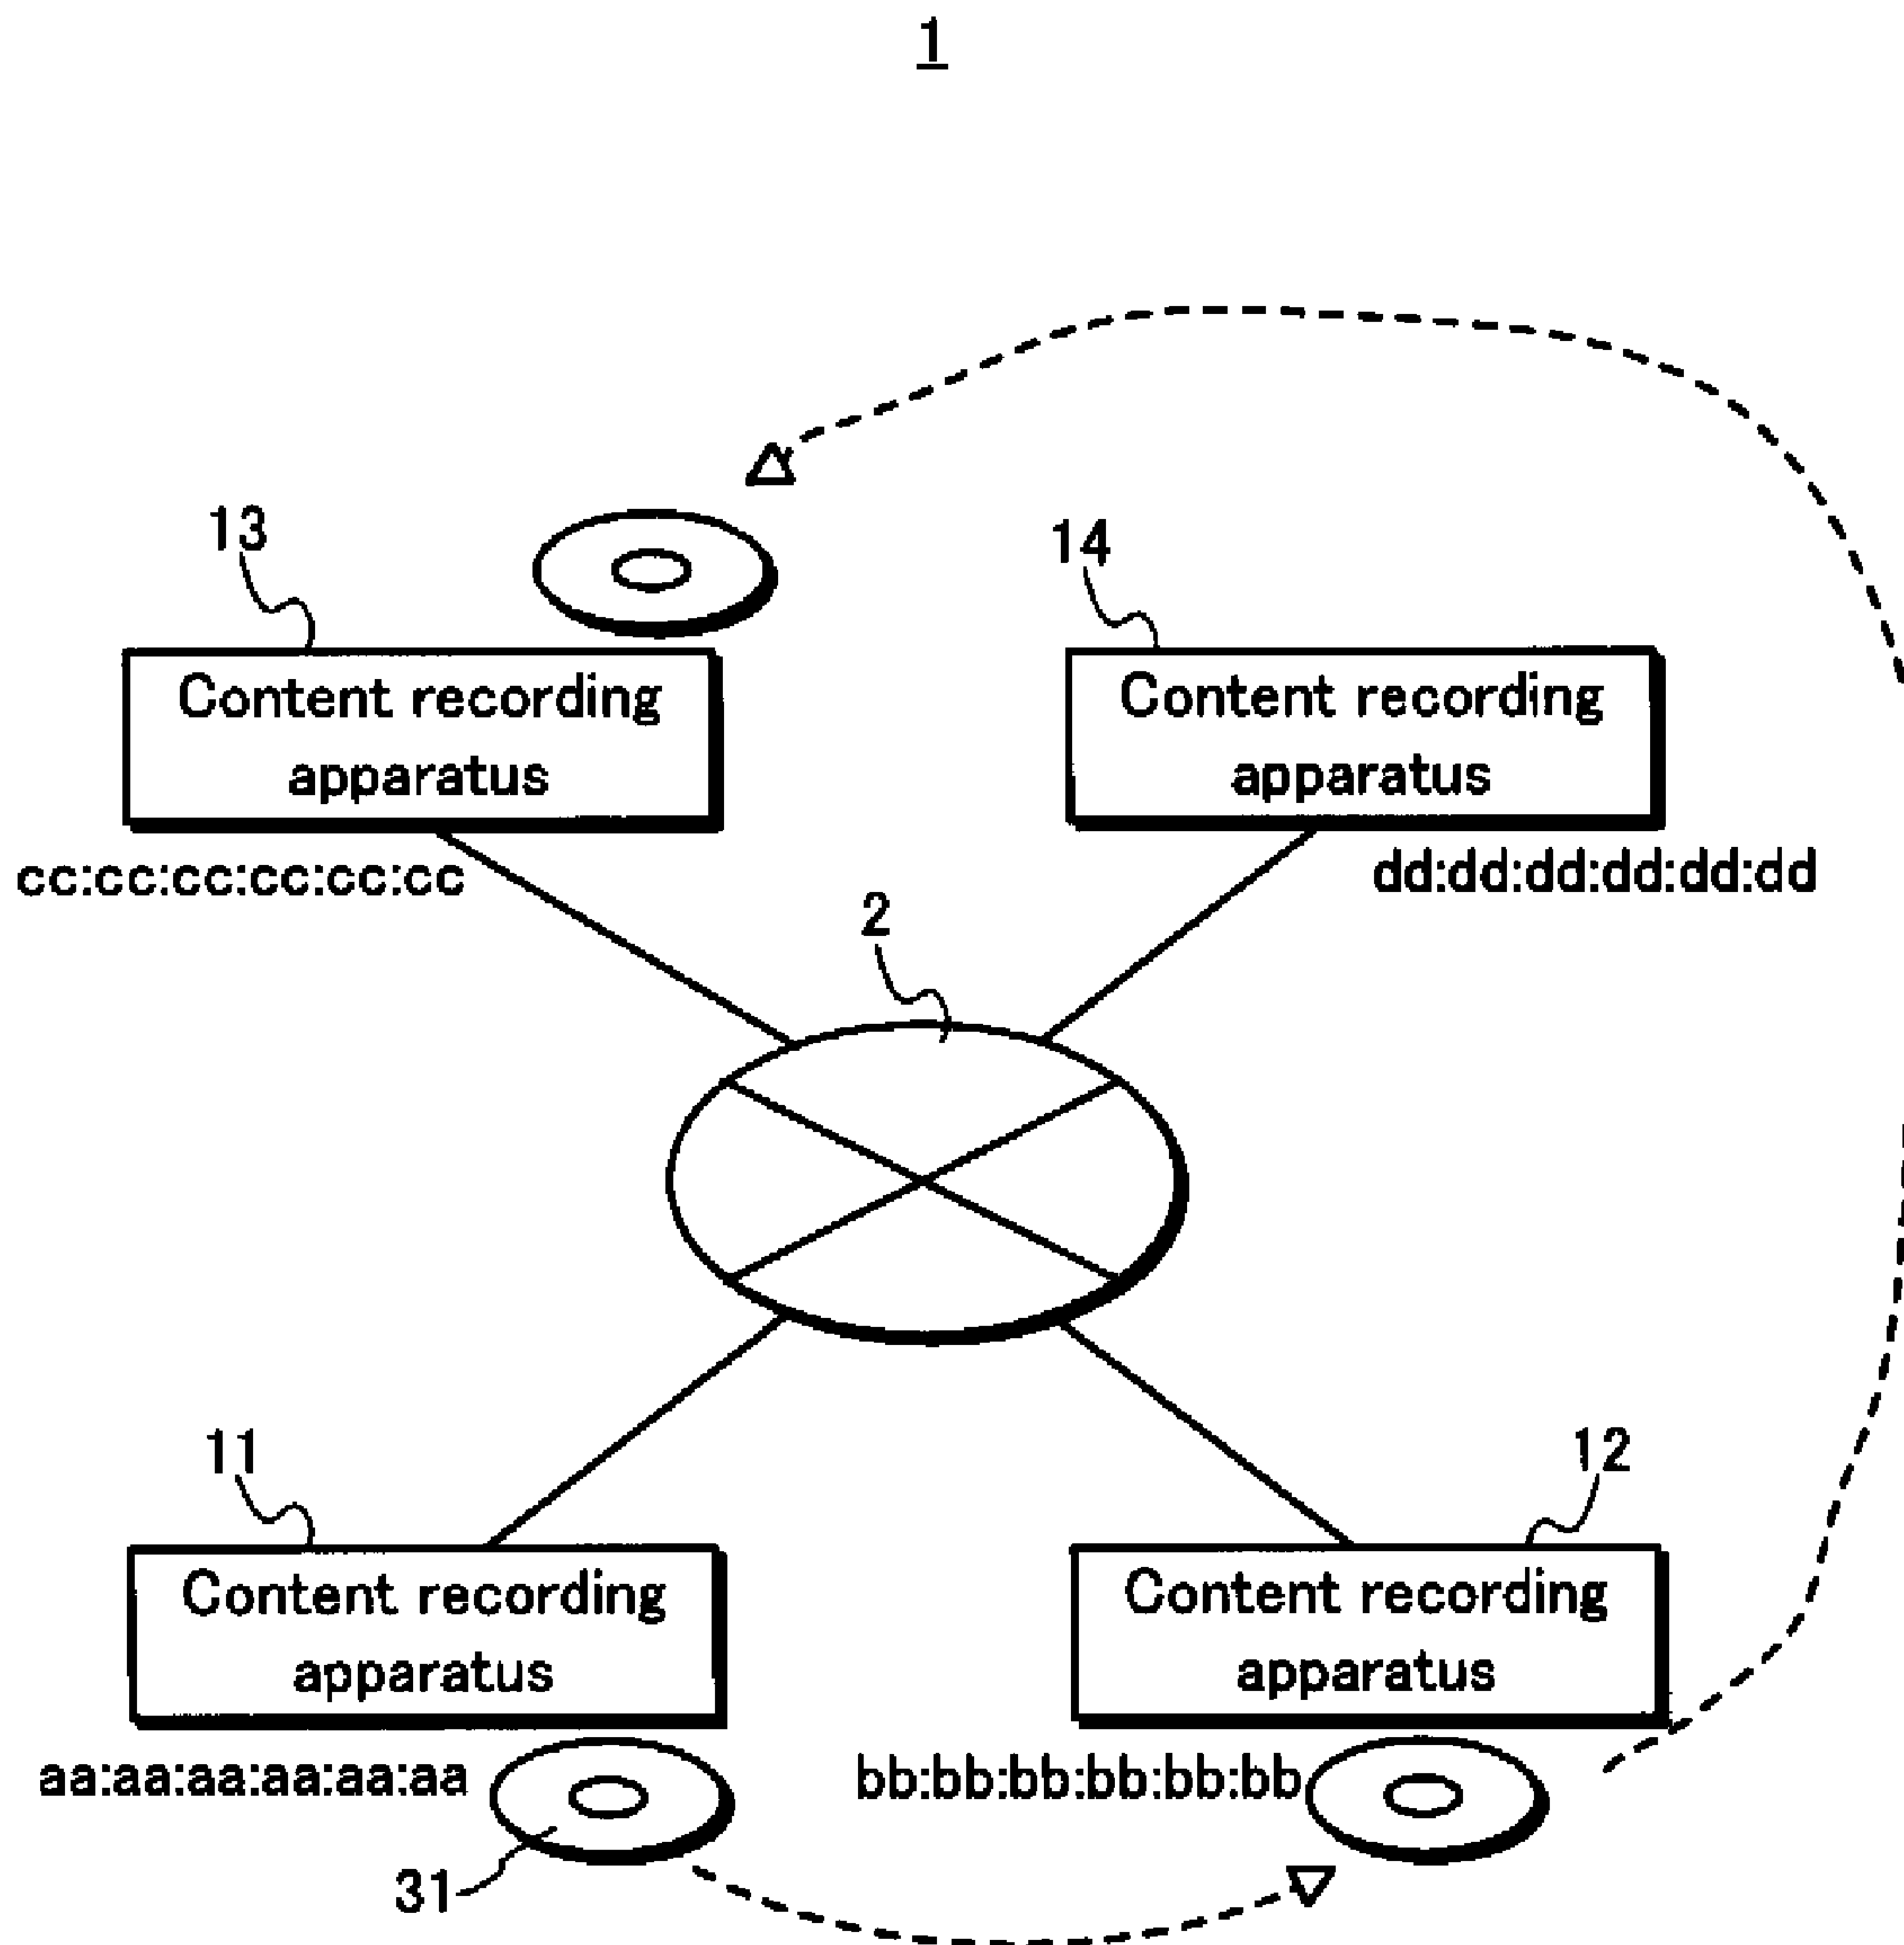 1
13
14
Content recording
apparatus
Content recording
apparatus
cc:cc:cc:cc:cc:cc
dd:dd:dd:dd:dd:dd
2
11
12
Content recording
apparatus
Content recording
apparatus
aa:aa:aa:aa:aa:aa
bb:bb:bb:bb:bb:bb
31